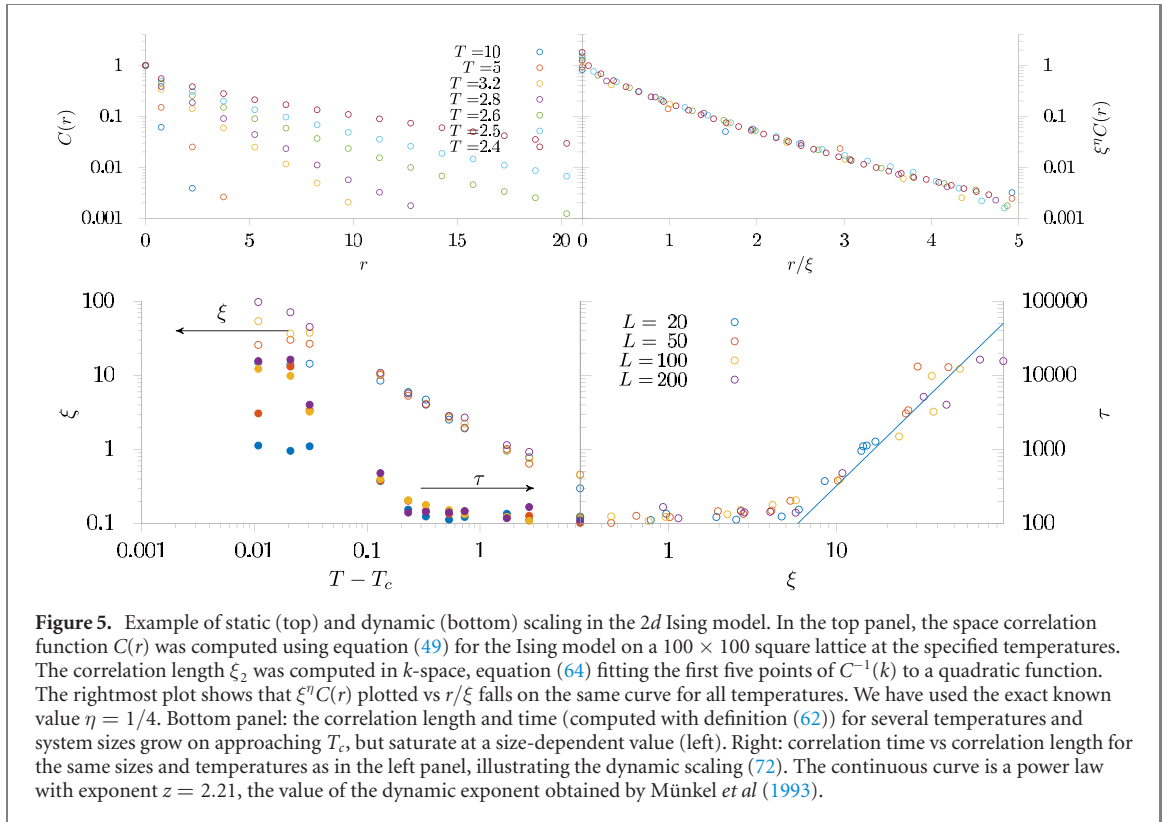 1
0.1
0.01
0.001
C(r)
0
5
10
15
20
r
T =10
T =5
T =3.2
T =2.8
T =2.6
T =2.5
T =2.4
0
1
2
3
4
5
r/ξ
1
0.1
0.01
0.001
ξ^η C(r)
100
10
1
0.1
ξ
0.001
0.01
0.1
1
T − T_c
ξ
τ
L = 20
L = 50
L = 100
L = 200
1
10
ξ
100000
10000
1000
100
τ
Figure 5. Example of static (top) and dynamic (bottom) scaling in the 2d Ising model. In the top panel, the space correlation
function C(r) was computed using equation (49) for the Ising model on a 100 × 100 square lattice at the specified temperatures.
The correlation length ξ₂ was computed in k-space, equation (64) fitting the first five points of C⁻¹(k) to a quadratic function.
The rightmost plot shows that ξ^η C(r) plotted vs r/ξ falls on the same curve for all temperatures. We have used the exact known
value η = 1/4. Bottom panel: the correlation length and time (computed with definition (62)) for several temperatures and
system sizes grow on approaching T_c, but saturate at a size-dependent value (left). Right: correlation time vs correlation length for
the same sizes and temperatures as in the left panel, illustrating the dynamic scaling (72). The continuous curve is a power law
with exponent z = 2.21, the value of the dynamic exponent obtained by Münkel et al (1993).